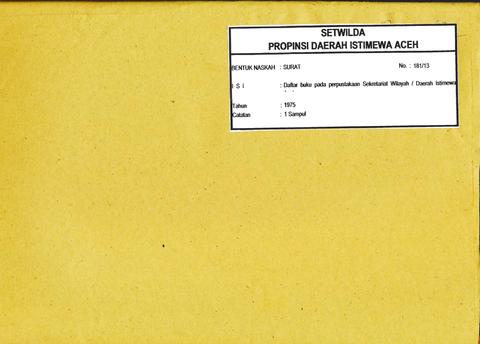 SETWILDA
PROPINSI DAERAH ISTIMEWA ACEH
BENTUK NASKAH : SURAT No. : 181/13
I S I : Daftar buku pada perpustakaan Sekretariat Wilayah / Daerah Istimewa
Tahun : 1975
Catatan : 1 Sampul